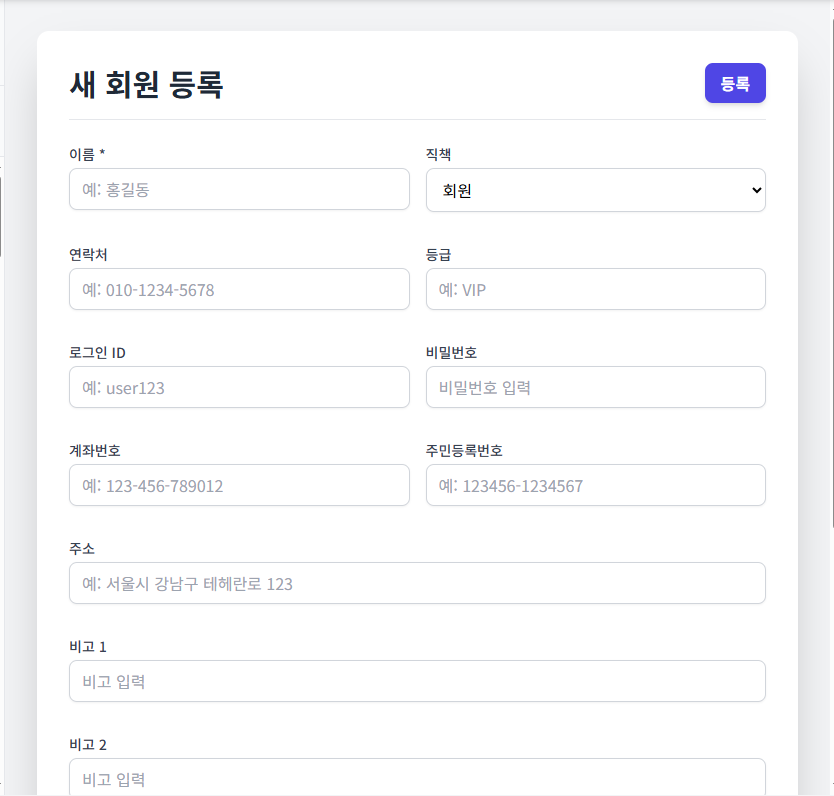 새 회원 등록
등록
이름 *
직책
예: 홍길동
회원
연락처
등급
예: 010-1234-5678
예: VIP
로그인 ID
비밀번호
예: user123
비밀번호 입력
계좌번호
주민등록번호
예: 123-456-789012
예: 123456-1234567
주소
예: 서울시 강남구 테헤란로 123
비고 1
비고 입력
비고 2
비고 입력